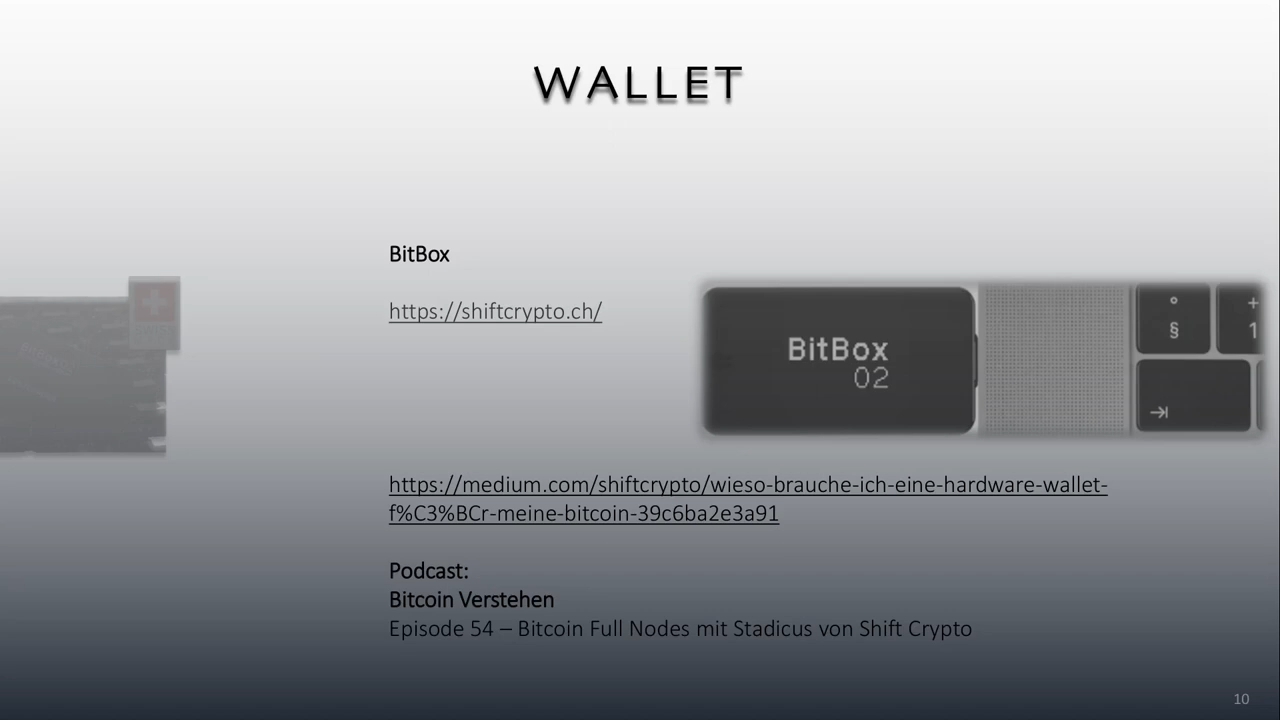 WALLET
BitBox
https://shiftcrypto.ch/
BitBox
02
°
§
+
1
https://medium.com/shiftcrypto/wieso-brauche-ich-eine-hardware-wallet-
f%C3%BCr-meine-bitcoin-39c6ba2e3a91
Podcast:
Bitcoin Verstehen
Episode 54 – Bitcoin Full Nodes mit Stadicus von Shift Crypto
10